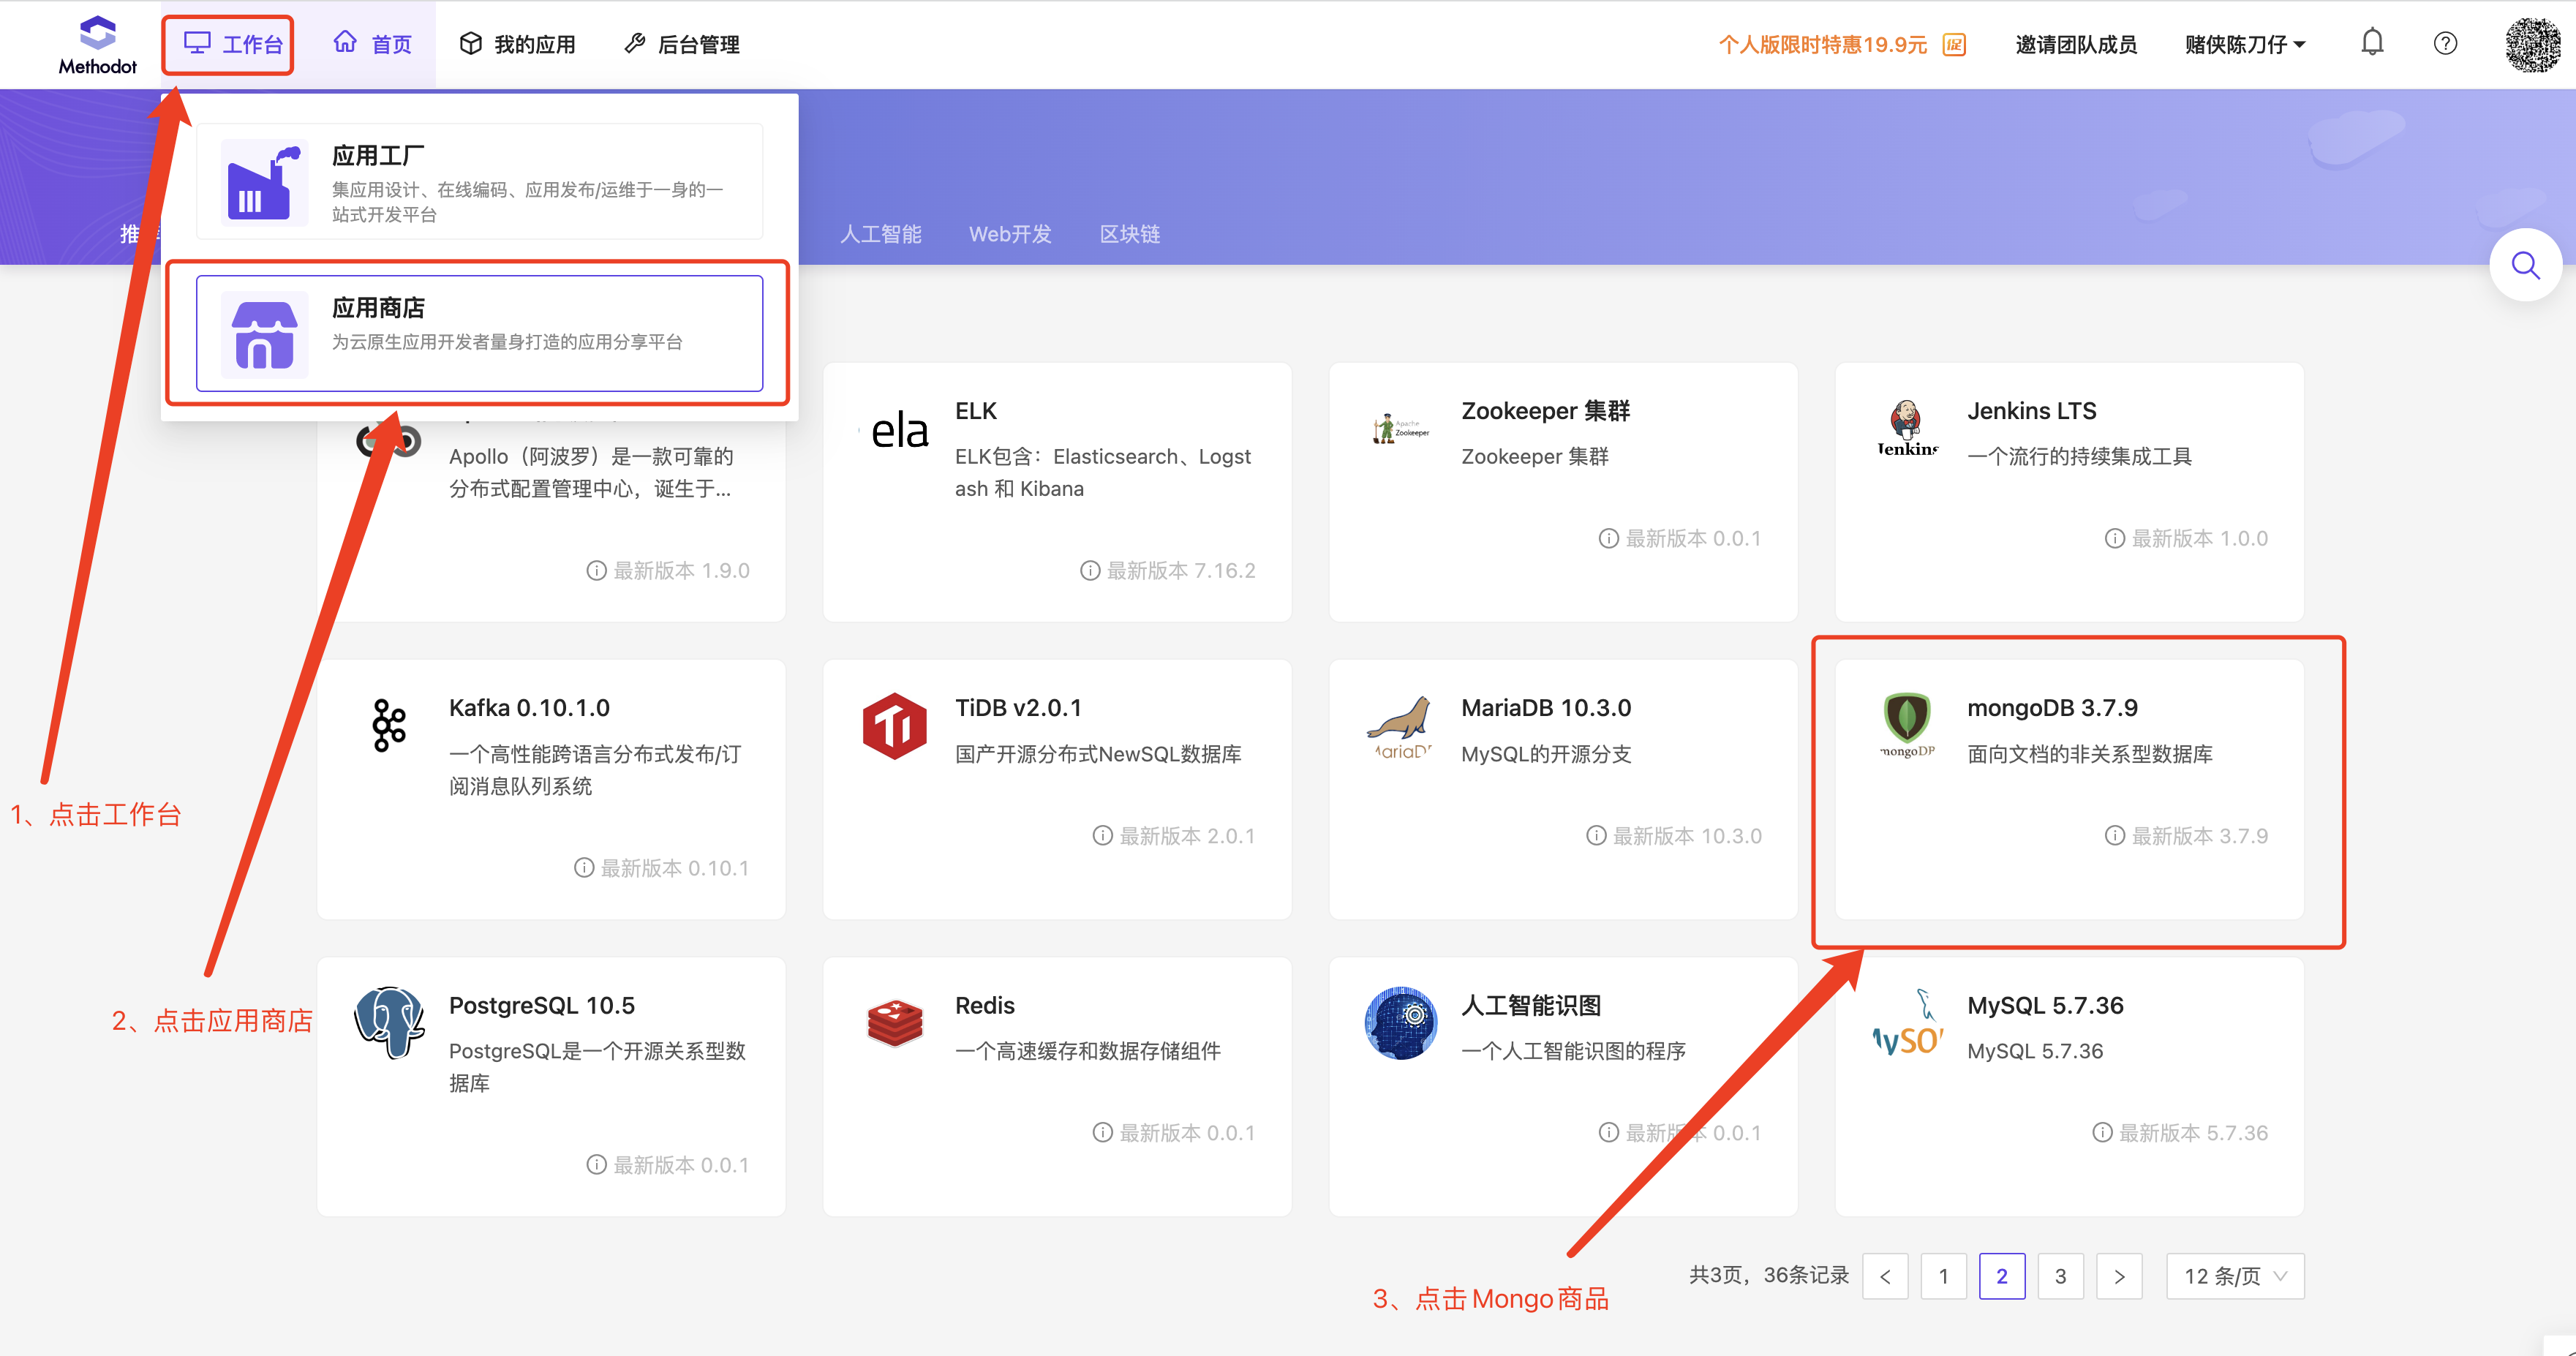 Methodot
工作台
首页
我的应用
后台管理
个人版限时特惠19.9元
促
邀请团队成员
赌侠陈刀仔
应用工厂
集应用设计、在线编码、应用发布/运维于一身的一
站式开发平台
推
人工智能
Web开发
区块链
应用商店
为云原生应用开发者量身打造的应用分享平台
Apollo（阿波罗）是一款可靠的
分布式配置管理中心，诞生于...
最新版本 1.9.0
ela
ELK
ELK包含：Elasticsearch、Logst
ash 和 Kibana
最新版本 7.16.2
Apache
Zookeeper
Zookeeper 集群
Zookeeper 集群
最新版本 0.0.1
Jenkins
Jenkins LTS
一个流行的持续集成工具
最新版本 1.0.0
Kafka 0.10.1.0
一个高性能跨语言分布式发布/订
阅消息队列系统
最新版本 0.10.1
TiDB v2.0.1
国产开源分布式NewSQL数据库
最新版本 2.0.1
MariaDB
MariaDB 10.3.0
MySQL的开源分支
最新版本 10.3.0
mongoDB
mongoDB 3.7.9
面向文档的非关系型数据库
最新版本 3.7.9
1、点击工作台
2、点击应用商店
PostgreSQL 10.5
PostgreSQL是一个开源关系型数
据库
最新版本 0.0.1
Redis
一个高速缓存和数据存储组件
最新版本 0.0.1
人工智能识图
一个人工智能识图的程序
最新版本 0.0.1
MySQL
MySQL 5.7.36
MySQL 5.7.36
最新版本 5.7.36
3、点击Mongo商品
共3页，36条记录
<
1
2
3
>
12 条/页